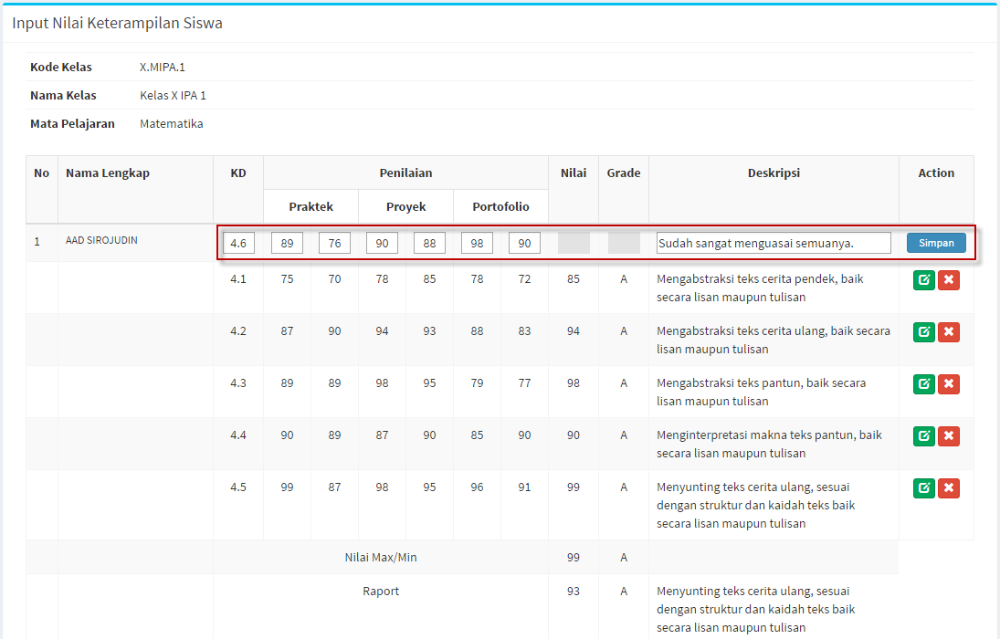 Input Nilai Keterampilan Siswa
Kode Kelas X.MIPA.1
Nama Kelas Kelas X IPA 1
Mata Pelajaran Matematika
No Nama Lengkap KD Penilaian Nilai Grade Deskripsi Action
Praktek Proyek Portofolio
1 AAD SIROJUDIN 4.6 89 76 90 88 98 90 Sudah sangat menguasai semuanya. Simpan
4.1 75 70 78 85 78 72 85 A Mengabstraksi teks cerita pendek, baik
secara lisan maupun tulisan
4.2 87 90 94 93 88 83 94 A Mengabstraksi teks cerita ulang, baik secara
lisan maupun tulisan
4.3 89 89 98 95 79 77 98 A Mengabstraksi teks pantun, baik secara
lisan maupun tulisan
4.4 90 89 87 90 85 90 90 A Menginterpretasi makna teks pantun, baik
secara lisan maupun tulisan
4.5 99 87 98 95 96 91 99 A Menyunting teks cerita ulang, sesuai
dengan struktur dan kaidah teks baik
secara lisan maupun tulisan
Nilai Max/Min 99 A
Raport 93 A Menyunting teks cerita ulang, sesuai
dengan struktur dan kaidah teks baik
secara lisan maupun tulisan